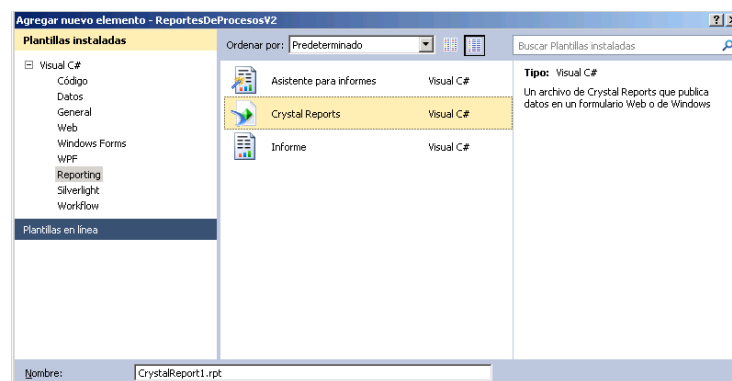 Agregar nuevo elemento - ReportesDeProcesosV2
Plantillas instaladas
Ordenar por: Predeterminado
Buscar Plantillas instaladas
Visual C#
Código
Datos
General
Web
Windows Forms
WPF
Reporting
Silverlight
Workflow
Plantillas en línea
Asistente para informes Visual C#
Crystal Reports Visual C#
Informe Visual C#
Tipo: Visual C#
Un archivo de Crystal Reports que publica
datos en un formulario Web o de Windows
Nombre: CrystalReport1.rpt